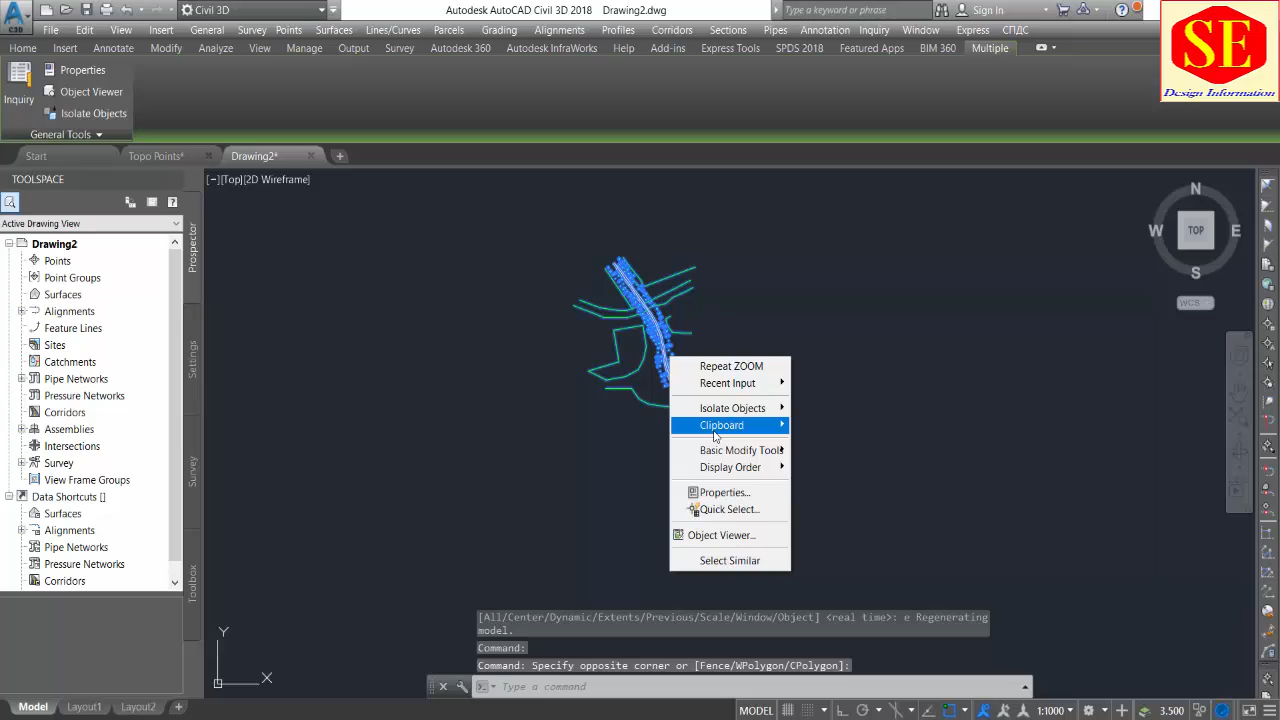 Civil 3D
Autodesk AutoCAD Civil 3D 2018 Drawing2.dwg
Type a keyword or phrase
Sign In
SE
Design Information
File Edit View Insert General Survey Points Surfaces Lines/Curves Parcels Grading Alignments Profiles Corridors Sections Pipes Annotation Inquiry Window Express СПДС
Home Insert Annotate Modify Analyze View Manage Output Survey Autodesk 360 Autodesk InfraWorks Help Add-ins Express Tools SPDS 2018 Featured Apps BIM 360 Multiple
Properties
Object Viewer
Inquiry
Isolate Objects
General Tools
Start Topo Points* Drawing2*
TOOLSPACE
[−][Top][2D Wireframe]
Active Drawing View
Prospector
Settings
Survey
Toolbox
Drawing2
Points
Point Groups
Surfaces
Alignments
Feature Lines
Sites
Catchments
Pipe Networks
Pressure Networks
Corridors
Assemblies
Intersections
Survey
View Frame Groups
Data Shortcuts []
Surfaces
Alignments
Pipe Networks
Pressure Networks
Corridors
N
W TOP E
S
WCS
Repeat ZOOM
Recent Input
Isolate Objects
Clipboard
Basic Modify Tools
Display Order
Properties...
Quick Select...
Object Viewer...
Select Similar
Y
X
[All/Center/Dynamic/Extents/Previous/Scale/Window/Object] <real time>: e Regenerating
model.
Command:
Command: Specify opposite corner or [Fence/WPolygon/CPolygon]:
Type a command
Model Layout1 Layout2
MODEL 1:1000 3.500